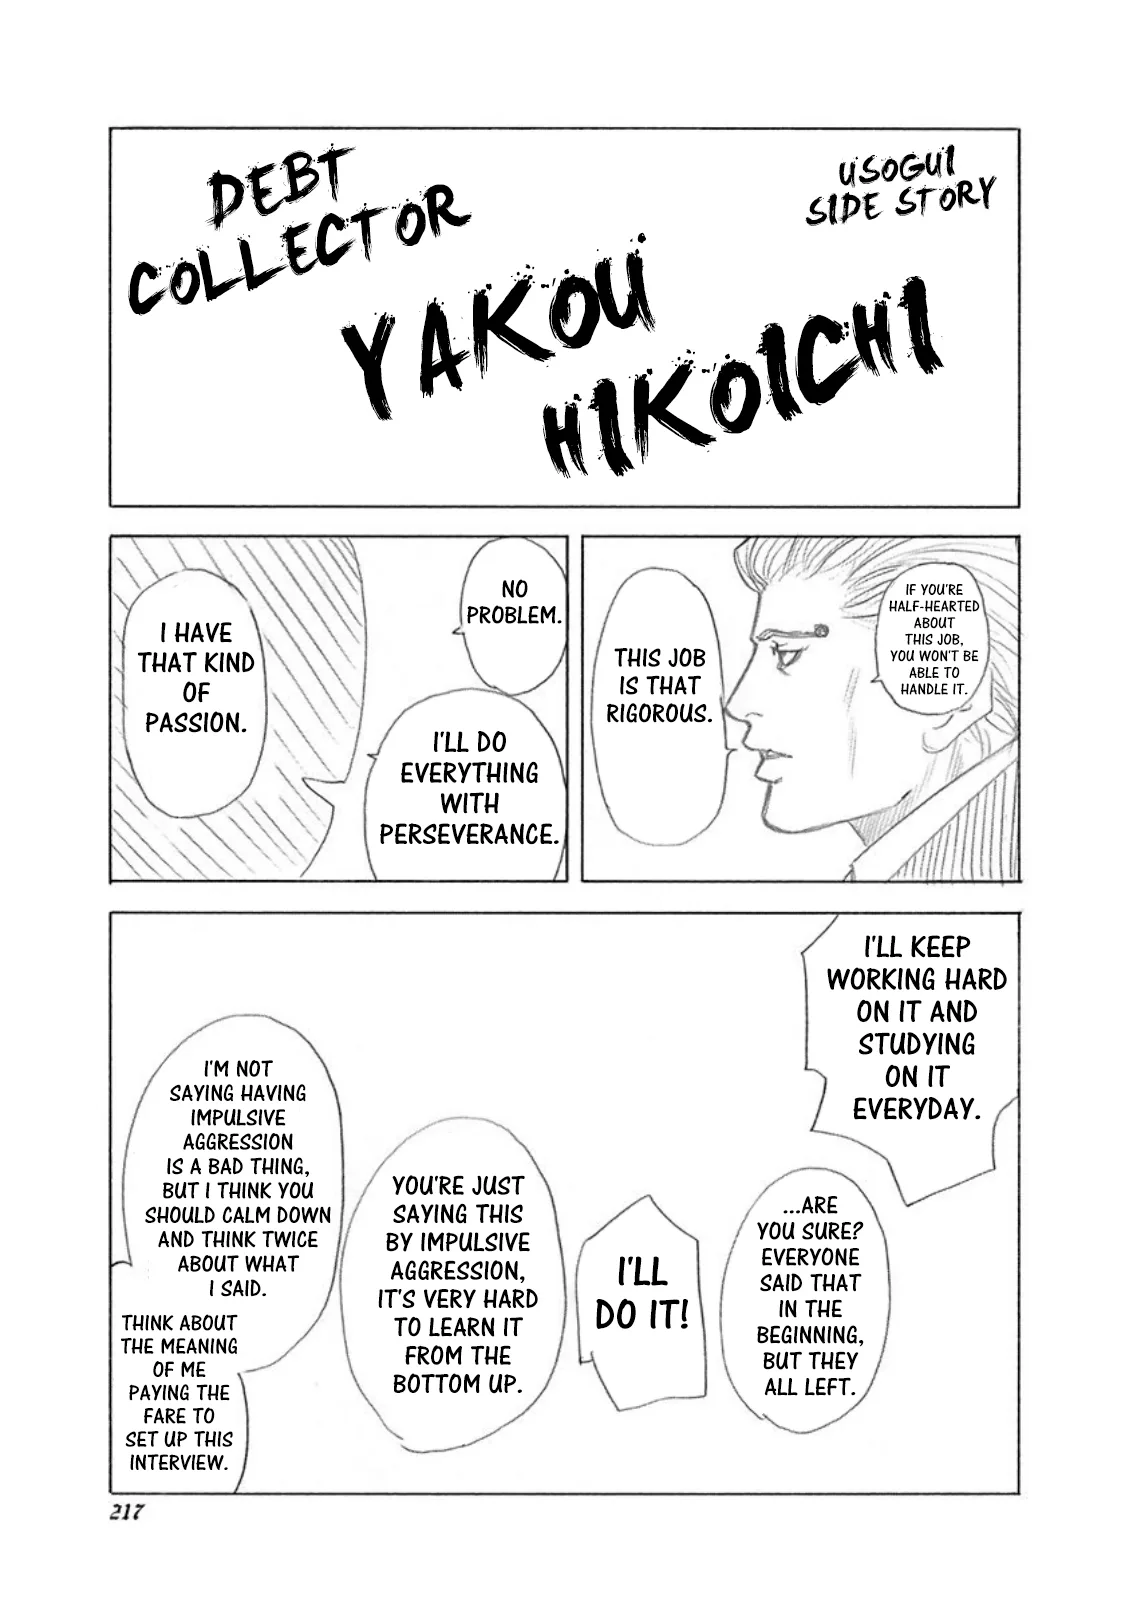 DEBT
COLLECTOR
YAKOU
HIKOICHI
USOGUI
SIDE STORY
IF YOU'RE
HALF-HEARTED
ABOUT
THIS JOB,
YOU WON'T BE
ABLE TO
HANDLE IT.
THIS JOB
IS THAT
RIGOROUS.
NO
PROBLEM.
I'LL DO
EVERYTHING
WITH
PERSEVERANCE.
I HAVE
THAT KIND
OF
PASSION.
I'LL KEEP
WORKING HARD
ON IT AND
STUDYING
ON IT
EVERYDAY.
...ARE
YOU SURE?
EVERYONE
SAID THAT
IN THE
BEGINNING,
BUT THEY
ALL LEFT.
I'LL
DO IT!
YOU'RE JUST
SAYING THIS
BY IMPULSIVE
AGGRESSION,
IT'S VERY HARD
TO LEARN IT
FROM THE
BOTTOM UP.
I'M NOT
SAYING HAVING
IMPULSIVE
AGGRESSION
IS A BAD THING,
BUT I THINK YOU
SHOULD CALM DOWN
AND THINK TWICE
ABOUT WHAT
I SAID.
THINK ABOUT
THE MEANING
OF ME
PAYING THE
FARE TO
SET UP THIS
INTERVIEW.
217